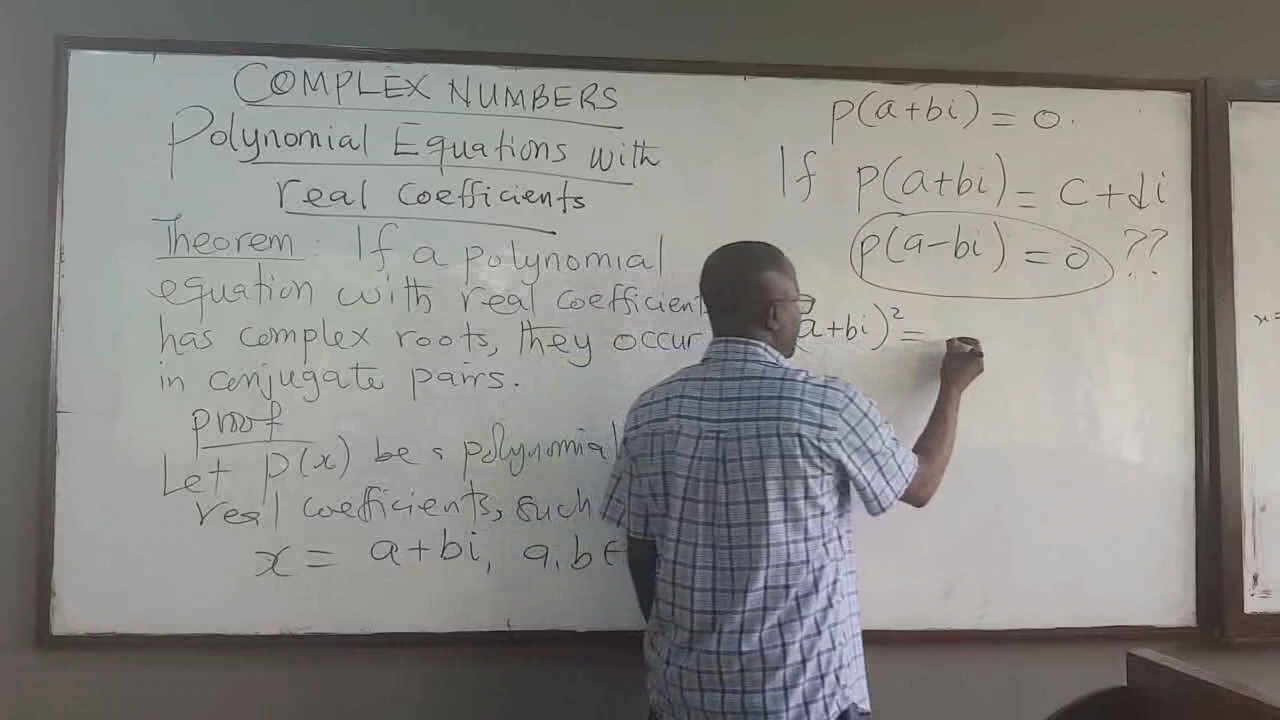 COMPLEX NUMBERS
Polynomial Equations with
real coefficients
Theorem: If a polynomial
equation with real coefficient
has complex roots, they occur
in conjugate pairs.
proof
Let p(x) be a polynomial
real coefficients, such
x = a+bi, a,b ∈
p(a+bi) = 0.
If p(a+bi) = c+di
p(a-bi) = 0 ??
(a+bi)² =
x=